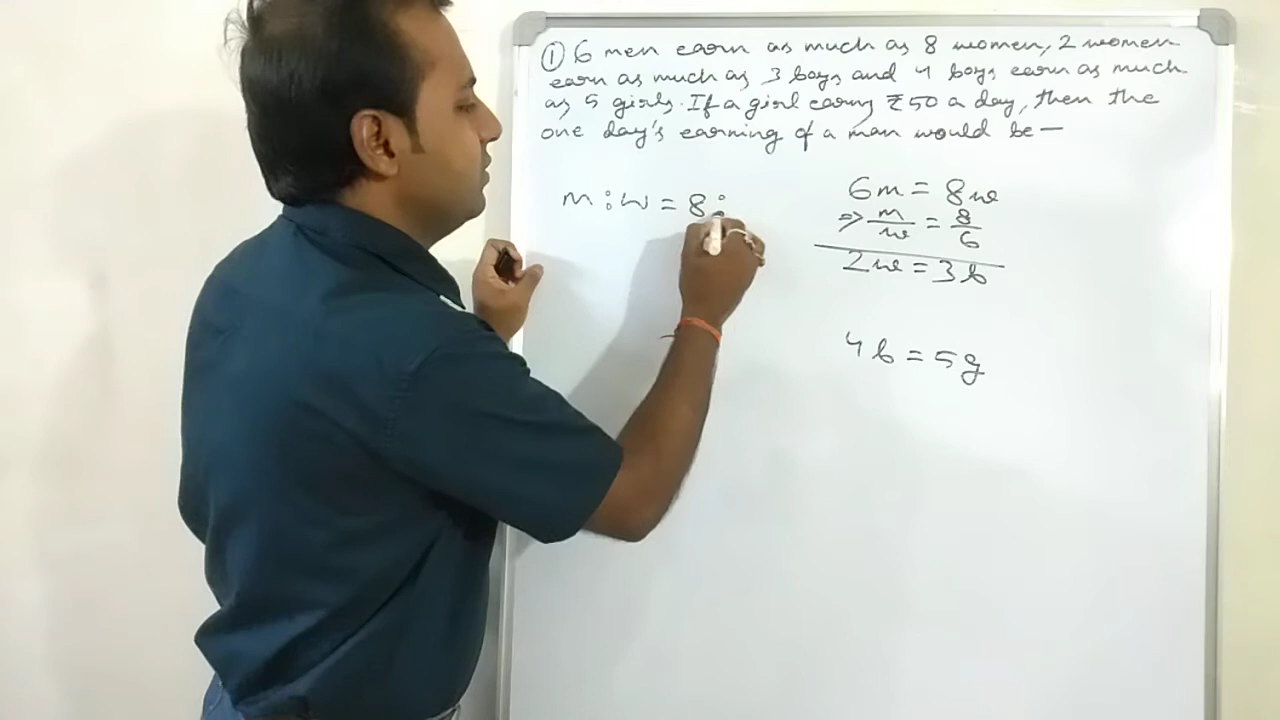 ① 6 men earn as much as 8 women, 2 women
earn as much as 3 boys and 4 boys earn as much
as 5 girls. If a girl earns ₹50 a day, then the
one day's earning of a man would be —
m : w = 8 :
6m = 8w
⇒ m/w = 8/6
2w = 3b
4b = 5g